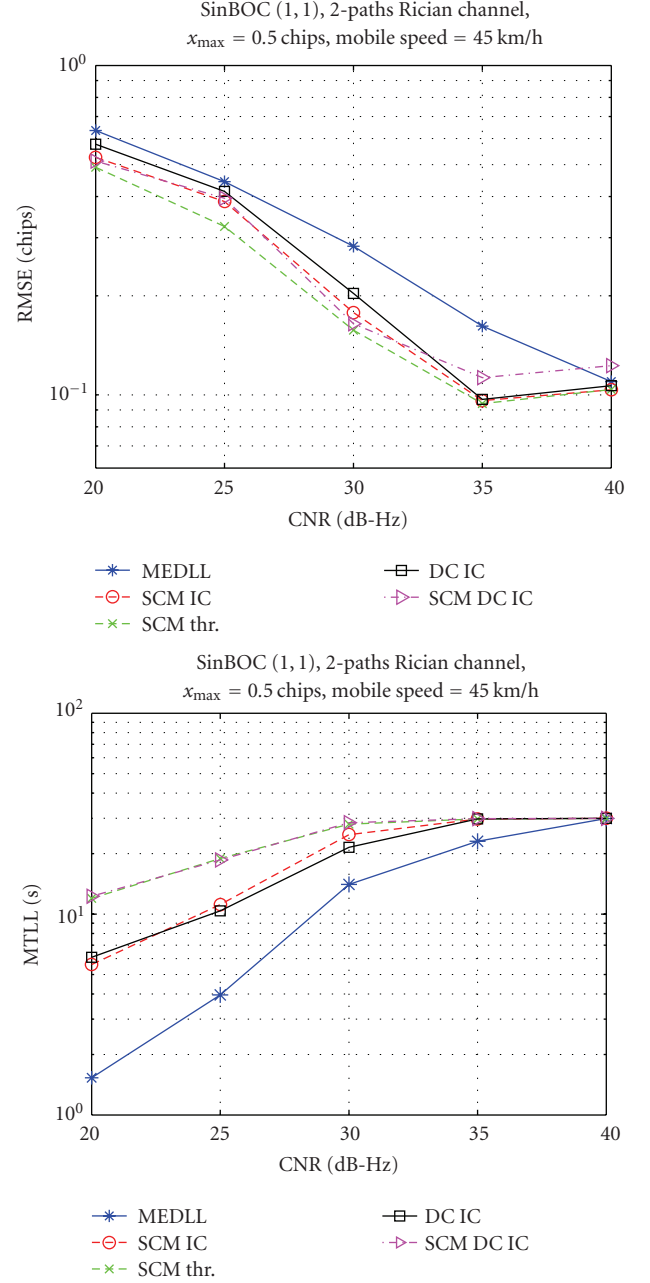 SinBOC (1, 1), 2-paths Rician channel,
x_max = 0.5 chips, mobile speed = 45 km/h
10^0
10^−1
RMSE (chips)
20 25 30 35 40
CNR (dB-Hz)
MEDLL DC IC
SCM IC SCM DC IC
SCM thr.
SinBOC (1, 1), 2-paths Rician channel,
x_max = 0.5 chips, mobile speed = 45 km/h
10^2
10^1
10^0
MTLL (s)
20 25 30 35 40
CNR (dB-Hz)
MEDLL DC IC
SCM IC SCM DC IC
SCM thr.